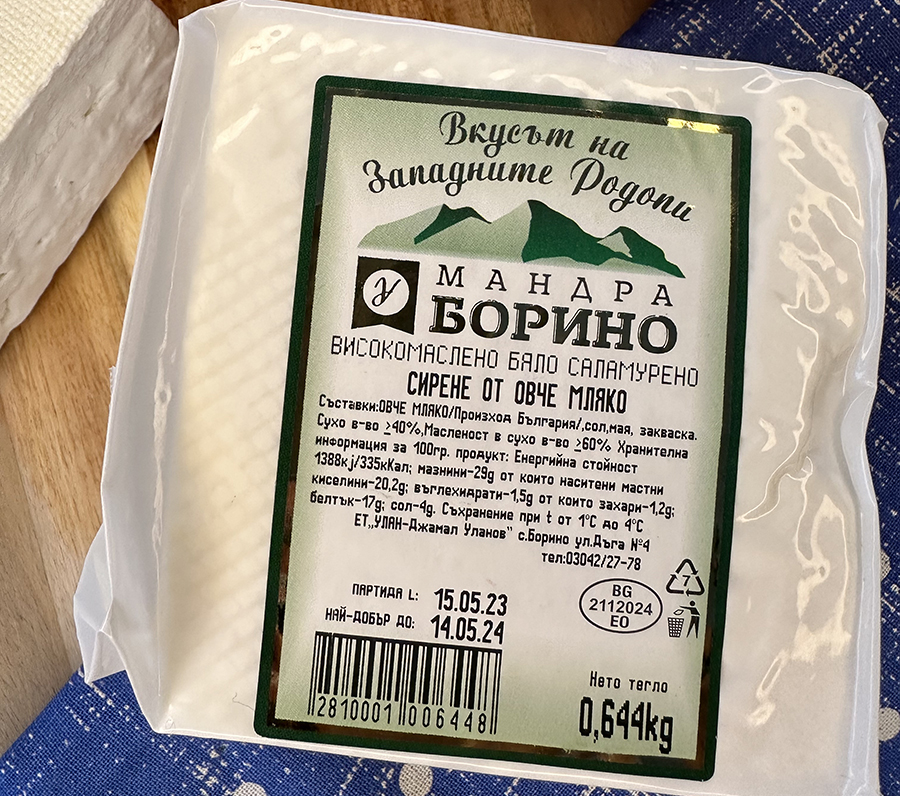 Вкусът на
Западните Родопи
МАНДРА
БОРИНО
ВИСОКОМАСЛЕНО БЯЛО САЛАМУРЕНО
СИРЕНЕ ОТ ОВЧЕ МЛЯКО
Съставки:ОВЧЕ МЛЯКО/Произход България/,сол,мая, закваска.
Сухо в-во ≥40%,Масленост в сухо в-во ≥60% Хранителна
информация за 100гр. продукт: Енергийна стойност
1388кj/335кКал; мазнини-29g от които наситени мастни
киселини-20,2g; въглехидрати-1,5g от които захари-1,2g;
белтък-17g; сол-4g. Съхранение при t от 1°C до 4°C
ЕТ„УЛАН-Джамал Уланов" с.Борино ул.Дъга №4
тел:03042/27-78
7
BG
2112024
EO
ПАРТИДА L: 15.05.23
НАЙ-ДОБЪР ДО: 14.05.24
2810001 006448
Нето тегло
0,644kg